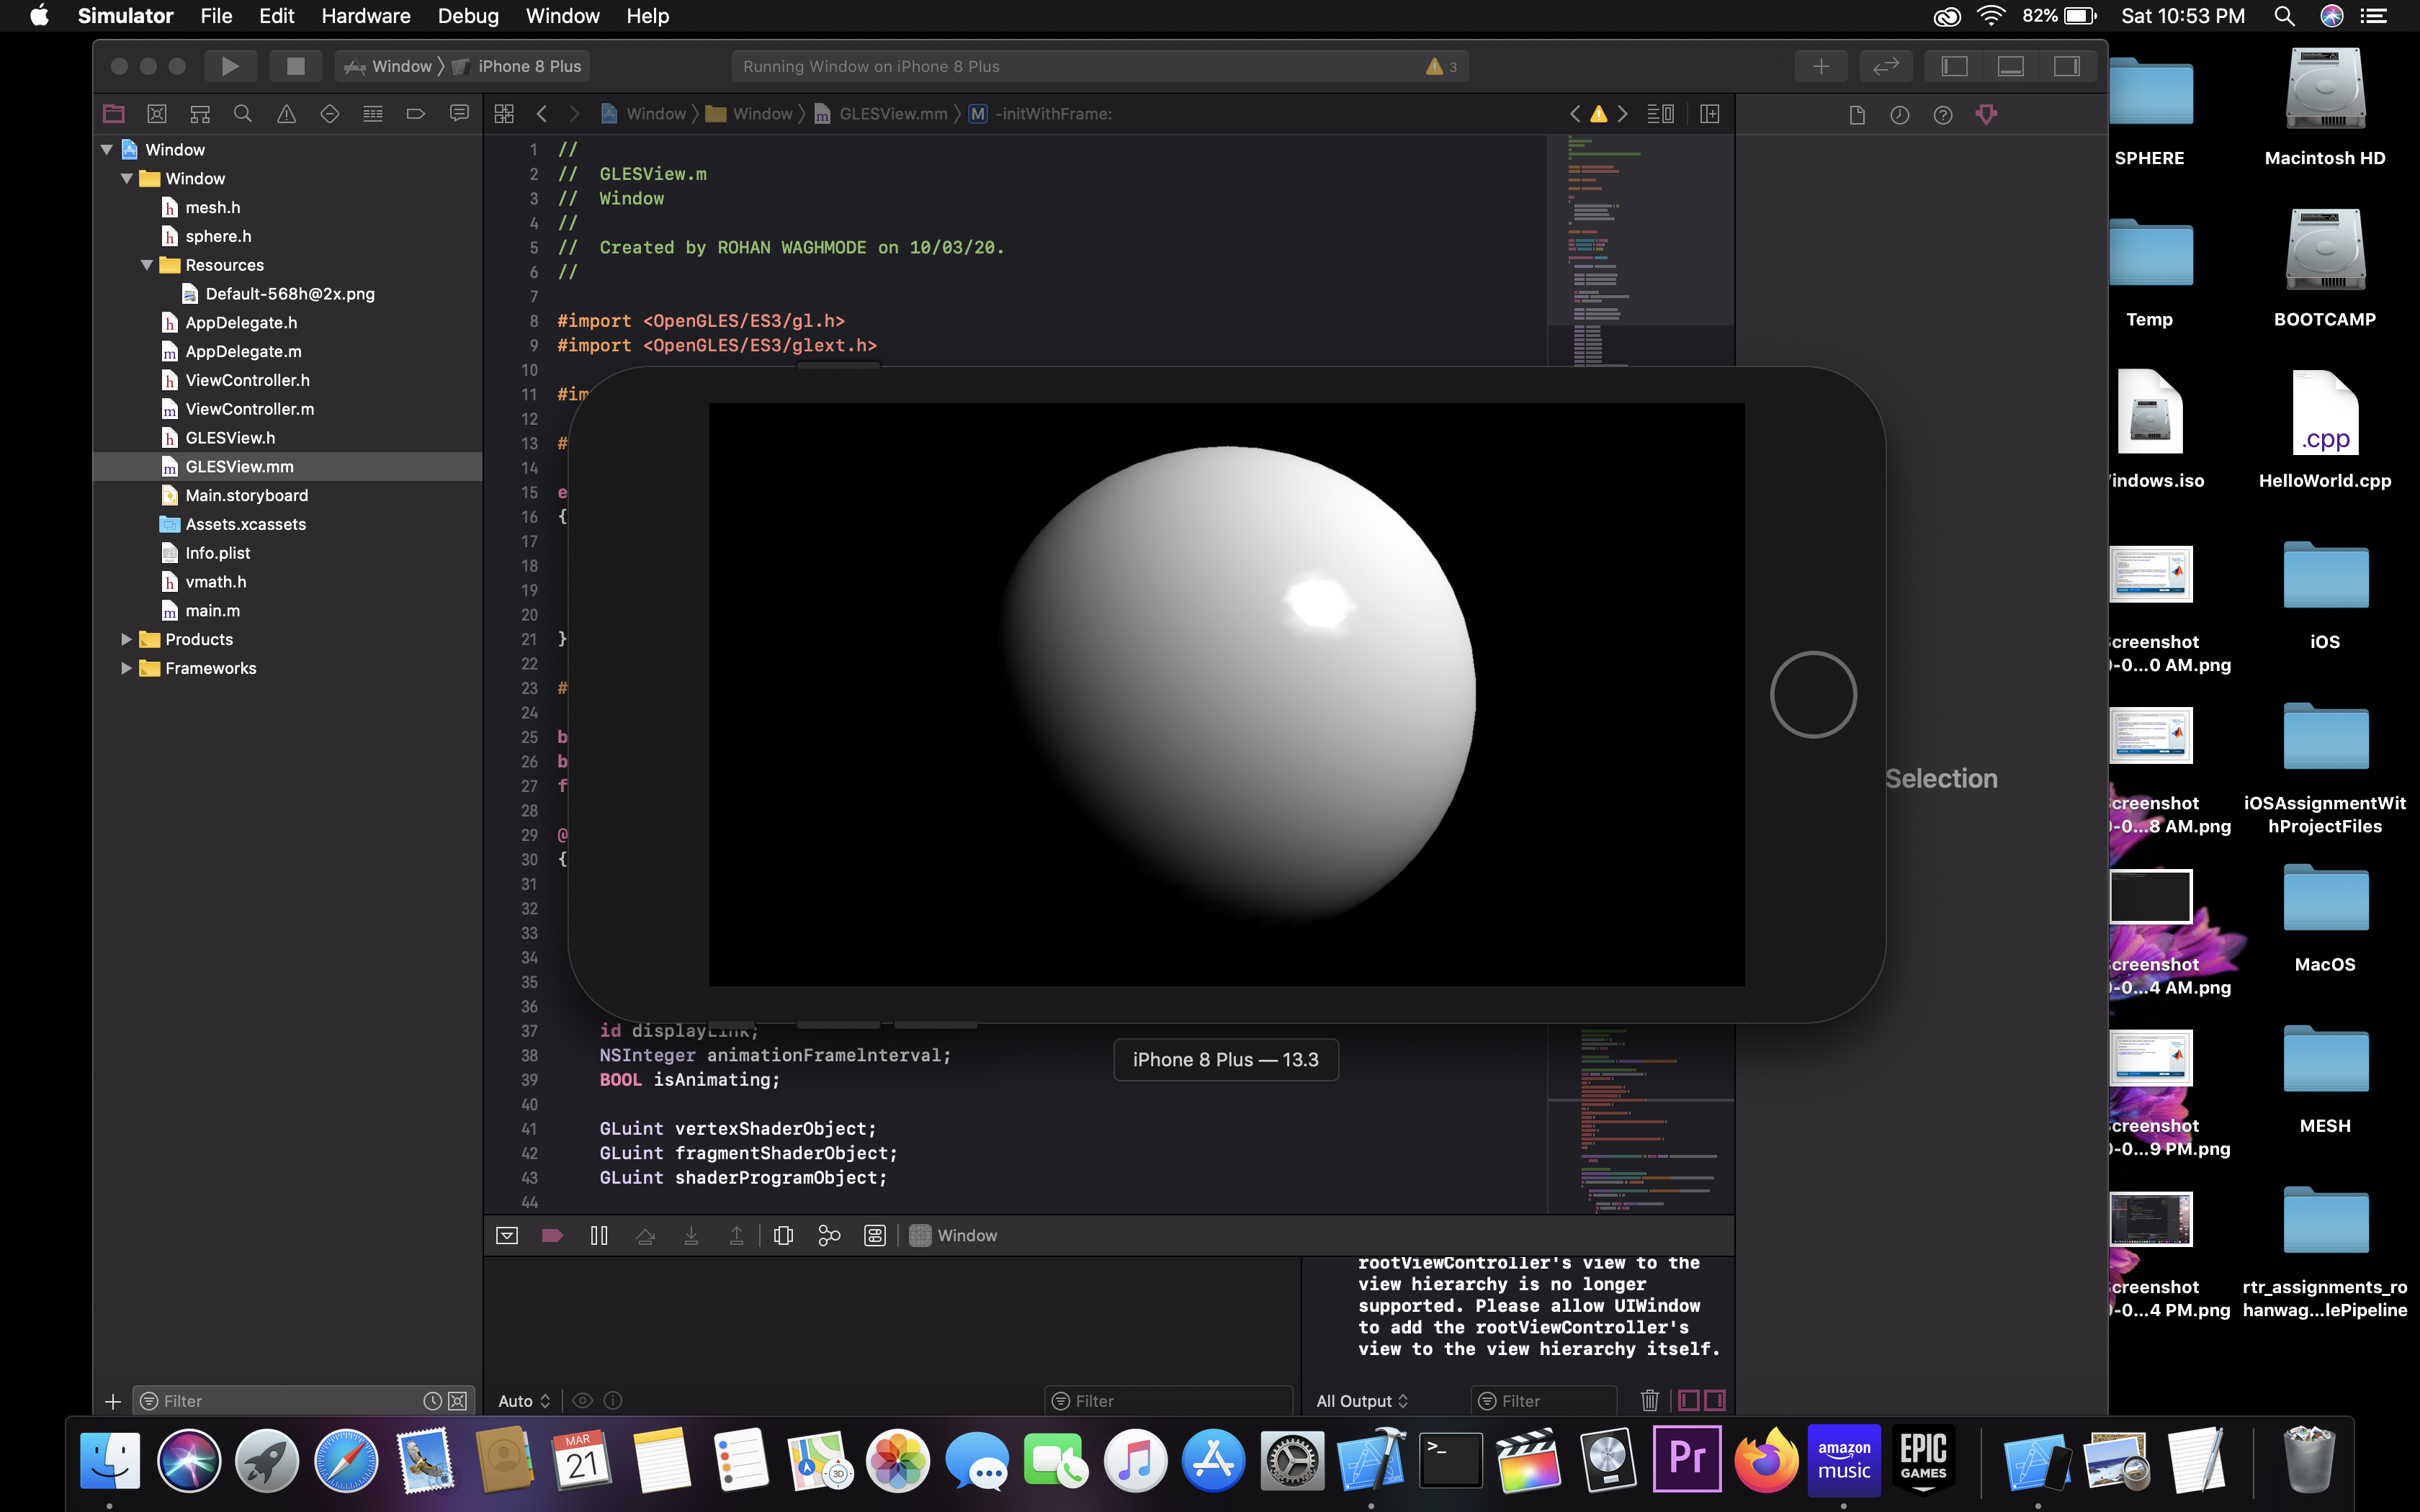 Simulator File Edit Hardware Debug Window Help 82% Sat 10:53 PM
Window iPhone 8 Plus Running Window on iPhone 8 Plus 3
Window Window GLESView.mm M -initWithFrame:
Window
Window
mesh.h
sphere.h
Resources
Default-568h@2x.png
AppDelegate.h
AppDelegate.m
ViewController.h
ViewController.m
GLESView.h
GLESView.mm
Main.storyboard
Assets.xcassets
Info.plist
vmath.h
main.m
Products
Frameworks
Filter
1 //
2 // GLESView.m
3 // Window
4 //
5 // Created by ROHAN WAGHMODE on 10/03/20.
6 //
7
8 #import <OpenGLES/ES3/gl.h>
9 #import <OpenGLES/ES3/glext.h>
10
11 #im
12
13 #
14
15 e
16 {
17
18
19
20
21 }
22
23 #
24
25 b
26 b
27 f
28
29 @
30 {
31
32
33
34
35
36
37 id displayLink;
38 NSInteger animationFrameInterval;
39 BOOL isAnimating;
40
41 GLuint vertexShaderObject;
42 GLuint fragmentShaderObject;
43 GLuint shaderProgramObject;
44
iPhone 8 Plus — 13.3
Selection
Window
rootViewController's view to the
view hierarchy is no longer
supported. Please allow UIWindow
to add the rootViewController's
view to the view hierarchy itself.
Auto Filter All Output Filter
SPHERE
Macintosh HD
Temp
BOOTCAMP
.cpp
indows.iso
HelloWorld.cpp
creenshot
0-0...0 AM.png
iOS
creenshot
0-0...8 AM.png
iOSAssignmentWit
hProjectFiles
creenshot
0-0...4 AM.png
MacOS
creenshot
0-0...9 PM.png
MESH
creenshot
0-0...4 PM.png
rtr_assignments_ro
hanwag...lePipeline
MAR
21
3D
>_
Pr
amazon
music
EPIC
GAMES